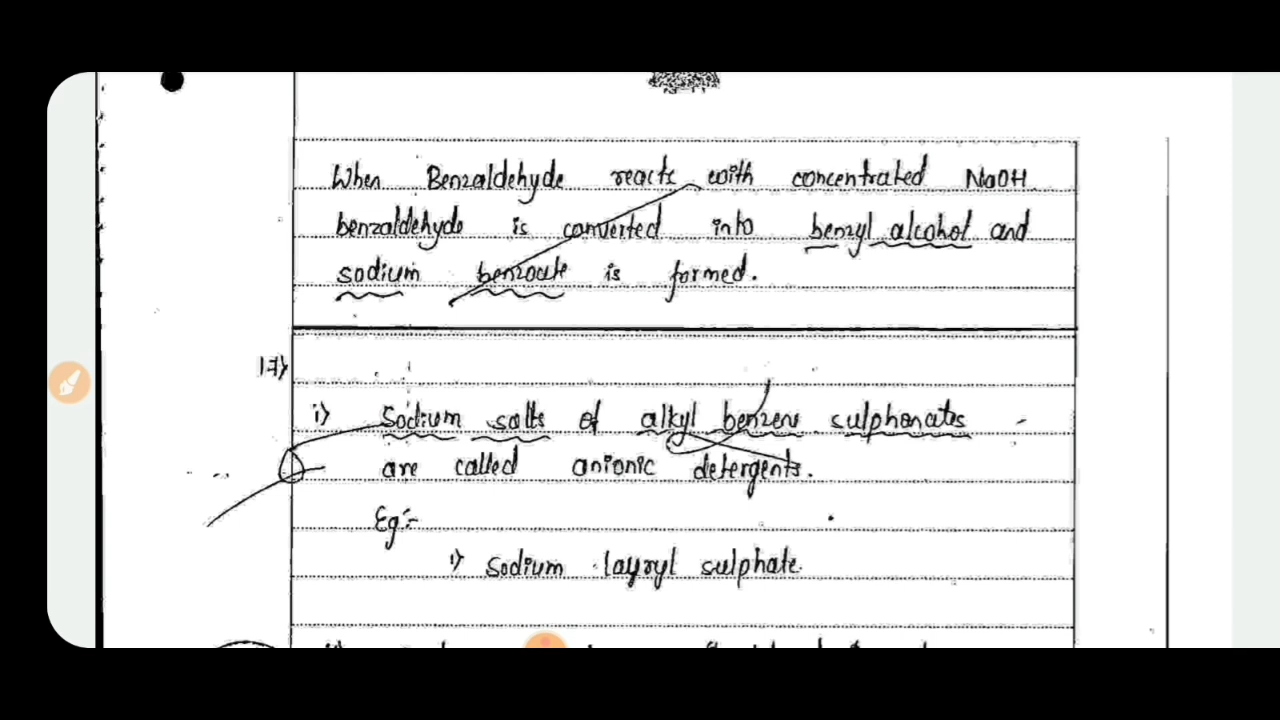 When Benzaldehyde reacts with concentrated NaOH
benzaldehyde is converted into benzyl alcohol and
sodium benzoate is formed.
17)
i) Sodium salts of alkyl benzene sulphonates
are called anionic detergents.
Eg:-
1) Sodium layryl sulphate.